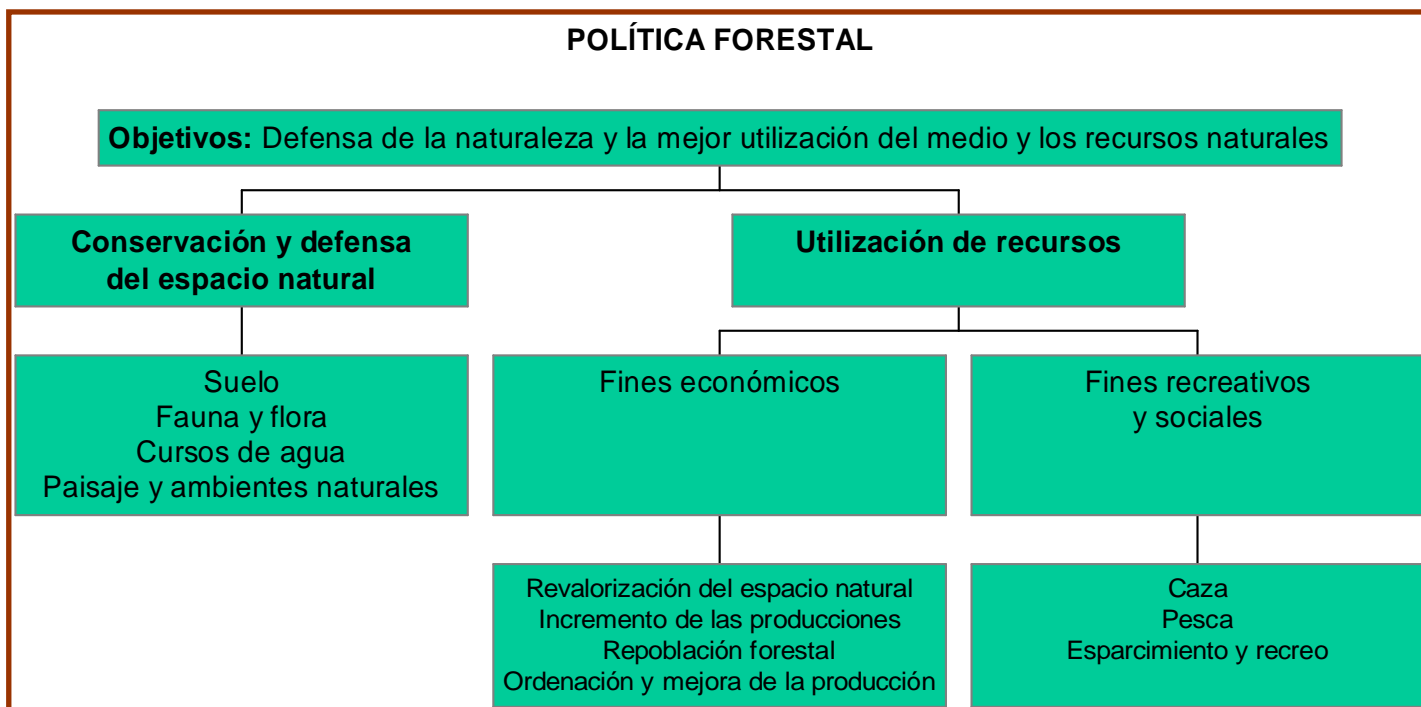 POLÍTICA FORESTAL
Objetivos: Defensa de la naturaleza y la mejor utilización del medio y los recursos naturales
Conservación y defensa
del espacio natural
Utilización de recursos
Suelo
Fauna y flora
Cursos de agua
Paisaje y ambientes naturales
Fines económicos
Fines recreativos
y sociales
Revalorización del espacio natural
Incremento de las producciones
Repoblación forestal
Ordenación y mejora de la producción
Caza
Pesca
Esparcimiento y recreo